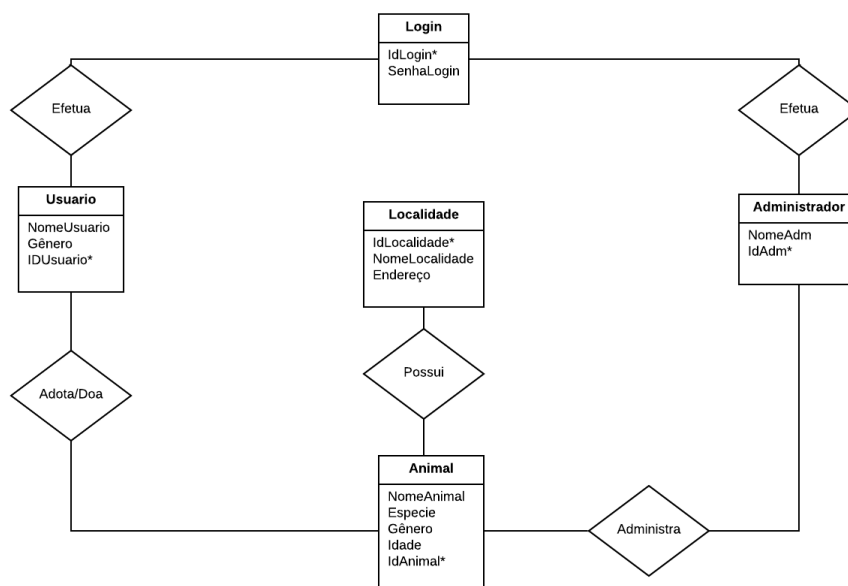 Login
IdLogin*
SenhaLogin
Efetua
Efetua
Usuario
NomeUsuario
Gênero
IDUsuario*
Localidade
IdLocalidade*
NomeLocalidade
Endereço
Administrador
NomeAdm
IdAdm*
Adota/Doa
Possui
Animal
NomeAnimal
Especie
Gênero
Idade
IdAnimal*
Administra